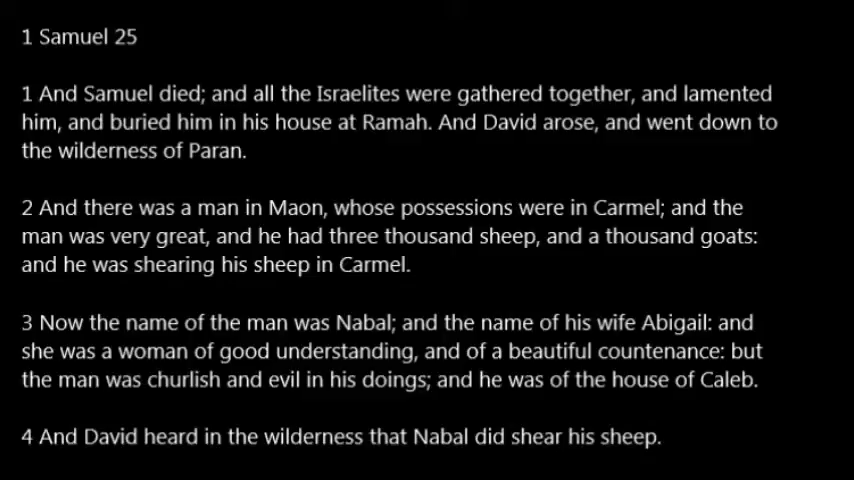 1 Samuel 25
1 And Samuel died; and all the Israelites were gathered together, and lamented
him, and buried him in his house at Ramah. And David arose, and went down to
the wilderness of Paran.
2 And there was a man in Maon, whose possessions were in Carmel; and the
man was very great, and he had three thousand sheep, and a thousand goats:
and he was shearing his sheep in Carmel.
3 Now the name of the man was Nabal; and the name of his wife Abigail: and
she was a woman of good understanding, and of a beautiful countenance: but
the man was churlish and evil in his doings; and he was of the house of Caleb.
4 And David heard in the wilderness that Nabal did shear his sheep.